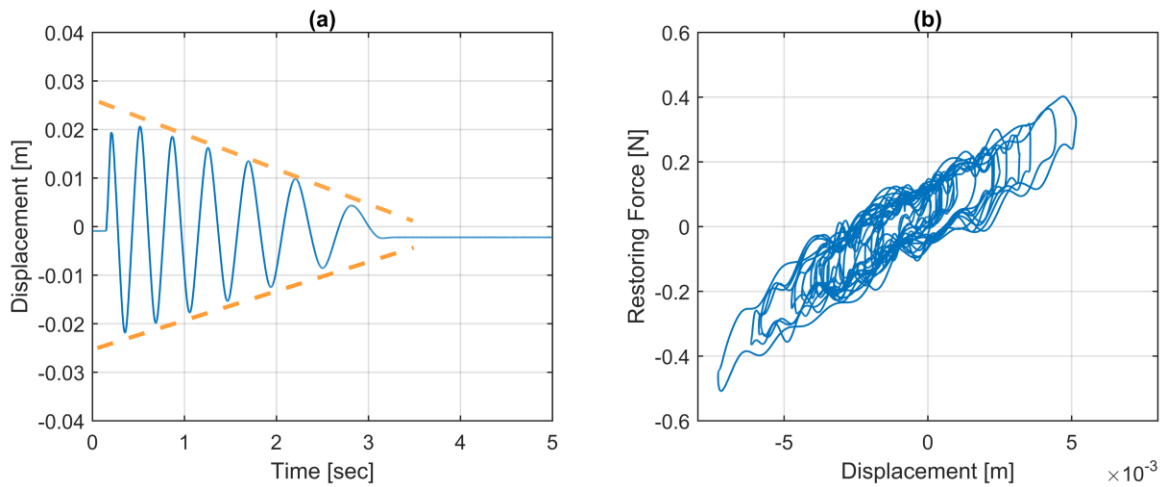 (a)
0.04
0.03
0.02
0.01
0
-0.01
-0.02
-0.03
-0.04
Displacement [m]
0 1 2 3 4 5
Time [sec]
(b)
0.6
0.4
0.2
0
-0.2
-0.4
-0.6
Restoring Force [N]
-5 0 5
×10⁻³
Displacement [m]